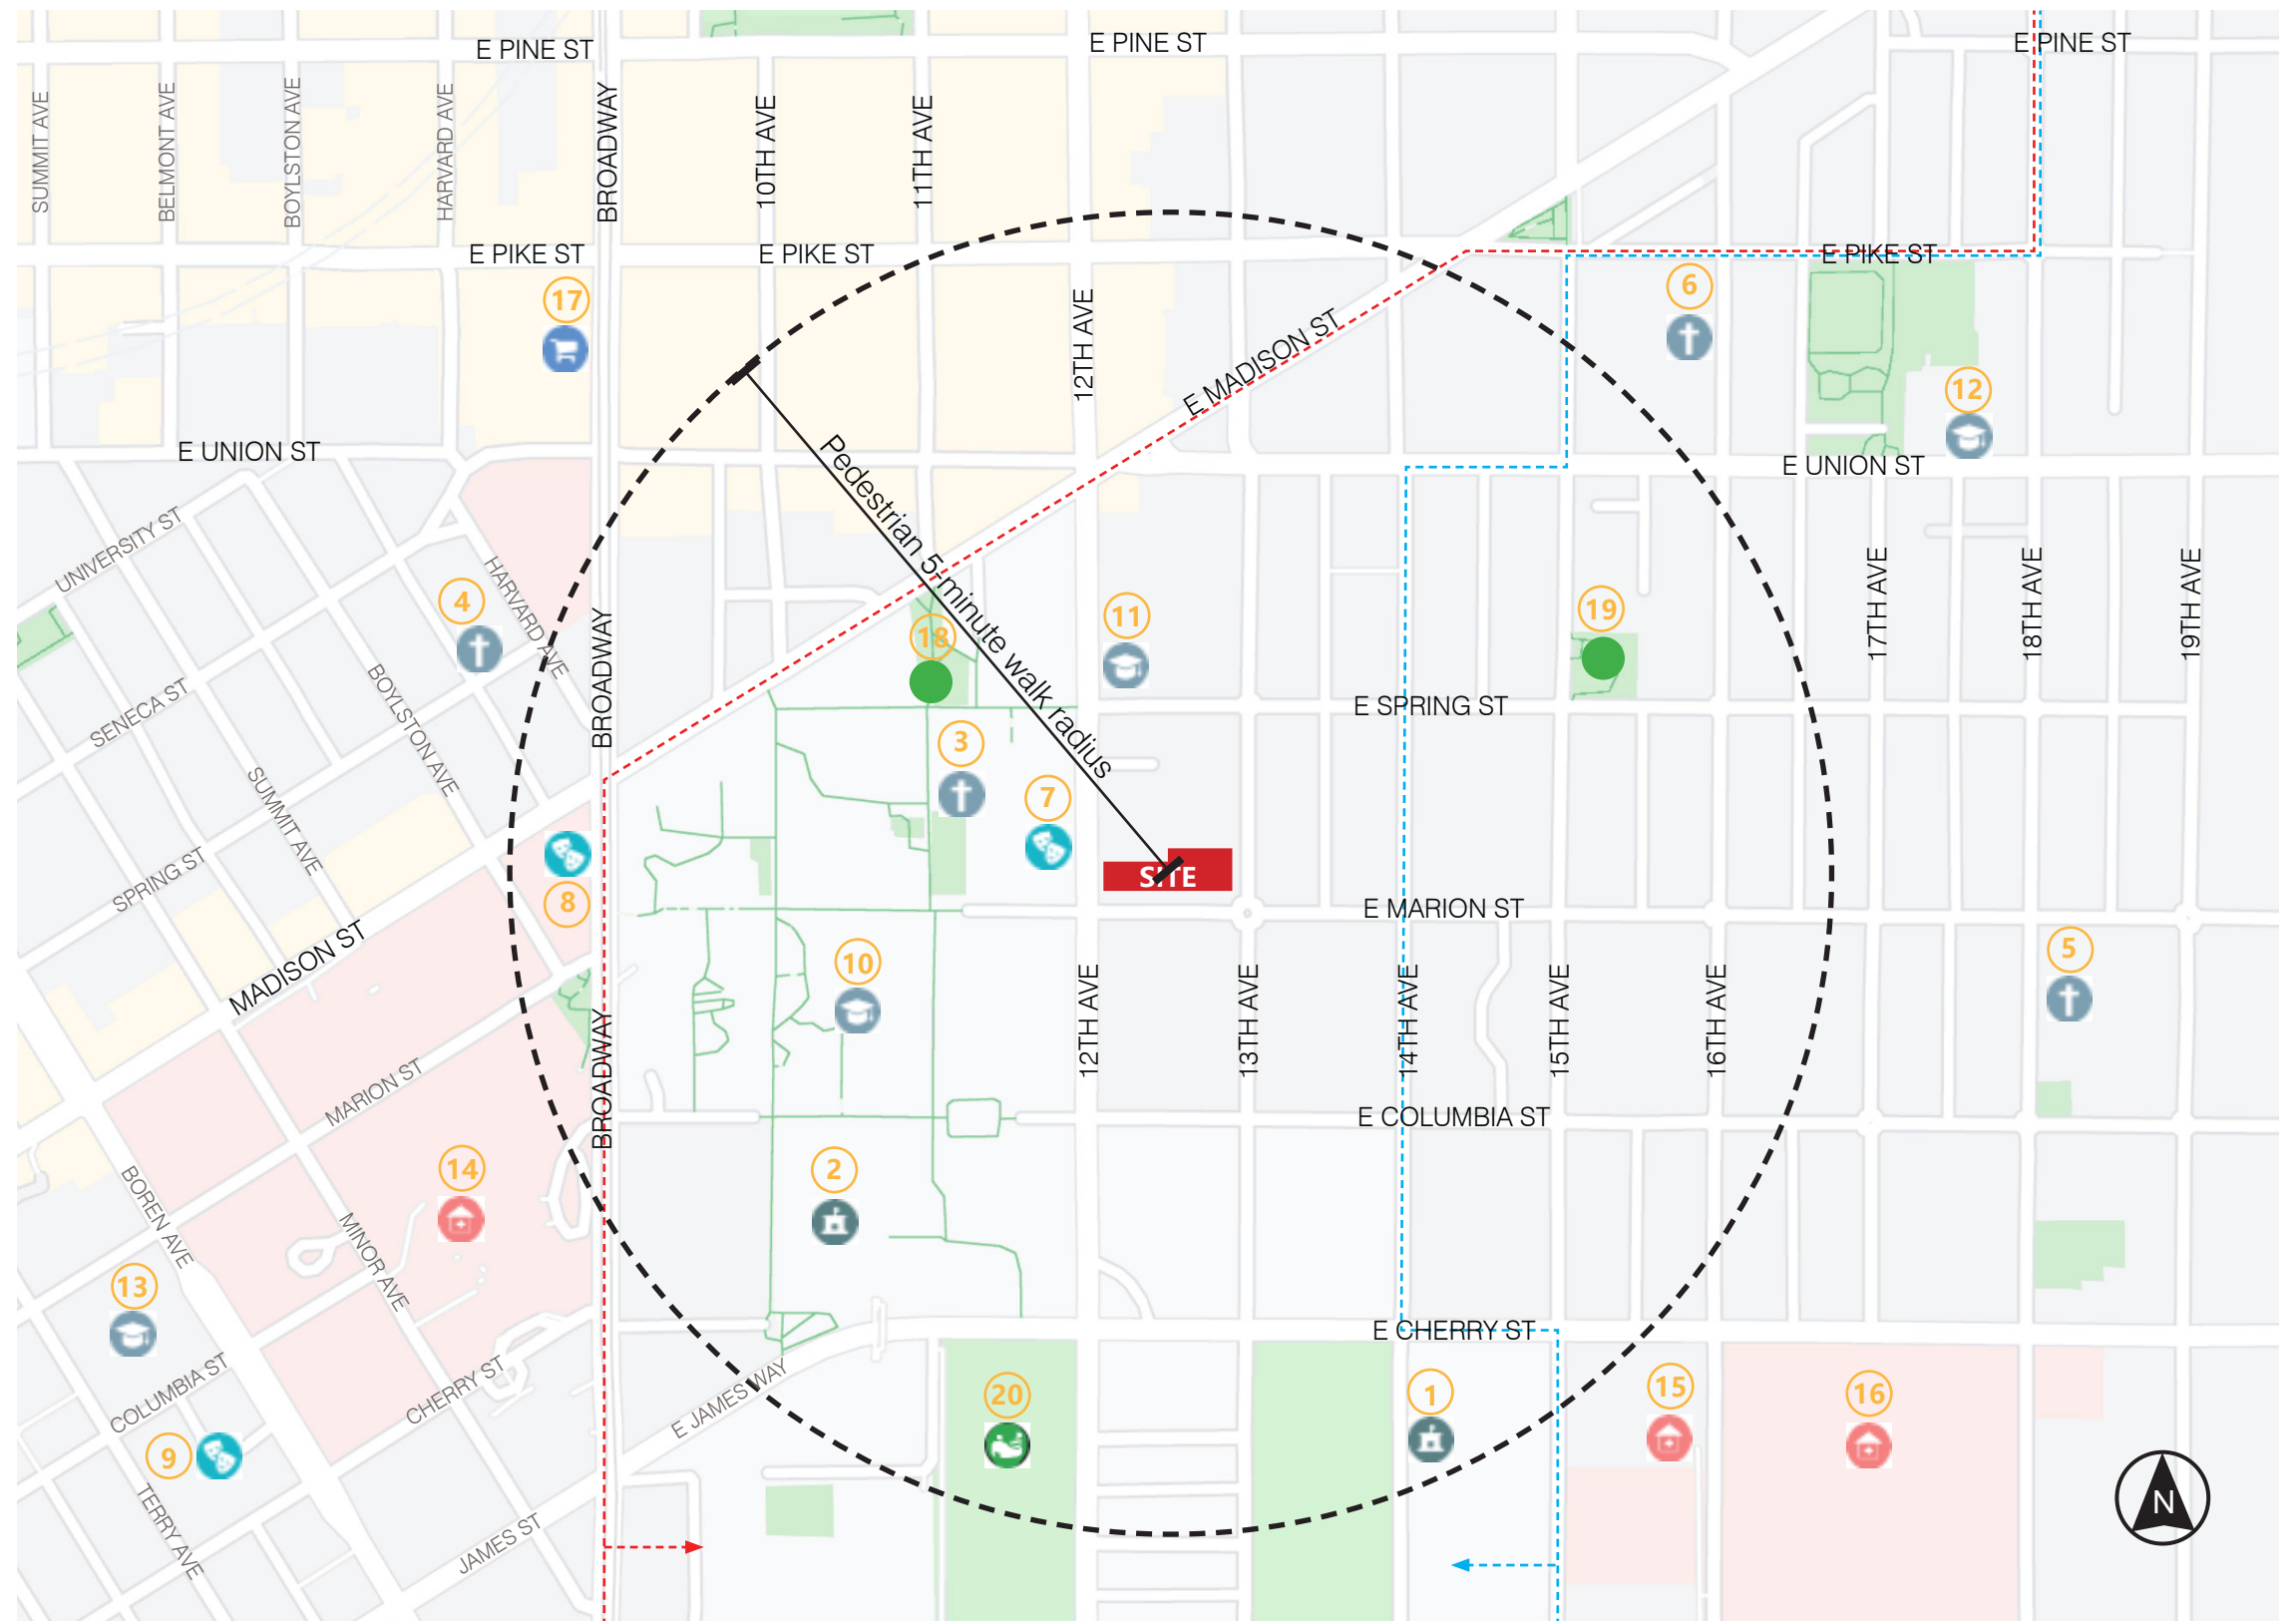 E PINE ST
E PINE ST
E PINE ST
SUMMIT AVE
BELMONT AVE
BOYLSTON AVE
HARVARD AVE
BROADWAY
10TH AVE
11TH AVE
E PIKE ST
E PIKE ST
E PIKE ST
17
6
12TH AVE
E MADISON ST
12
E UNION ST
E UNION ST
Pedestrian 5-minute walk radius
UNIVERSITY ST
HARVARD AVE
4
BROADWAY
18
11
19
17TH AVE
18TH AVE
19TH AVE
SENECA ST
BOYLSTON AVE
E SPRING ST
3
7
SUMMIT AVE
SPRING ST
8
SITE
E MARION ST
MADISON ST
10
5
BROADWAY
12TH AVE
13TH AVE
14TH AVE
15TH AVE
16TH AVE
MARION ST
E COLUMBIA ST
14
2
BOREN AVE
MINOR AVE
13
E CHERRY ST
COLUMBIA ST
CHERRY ST
E JAMES WAY
20
1
15
16
9
TERRY AVE
JAMES ST
N